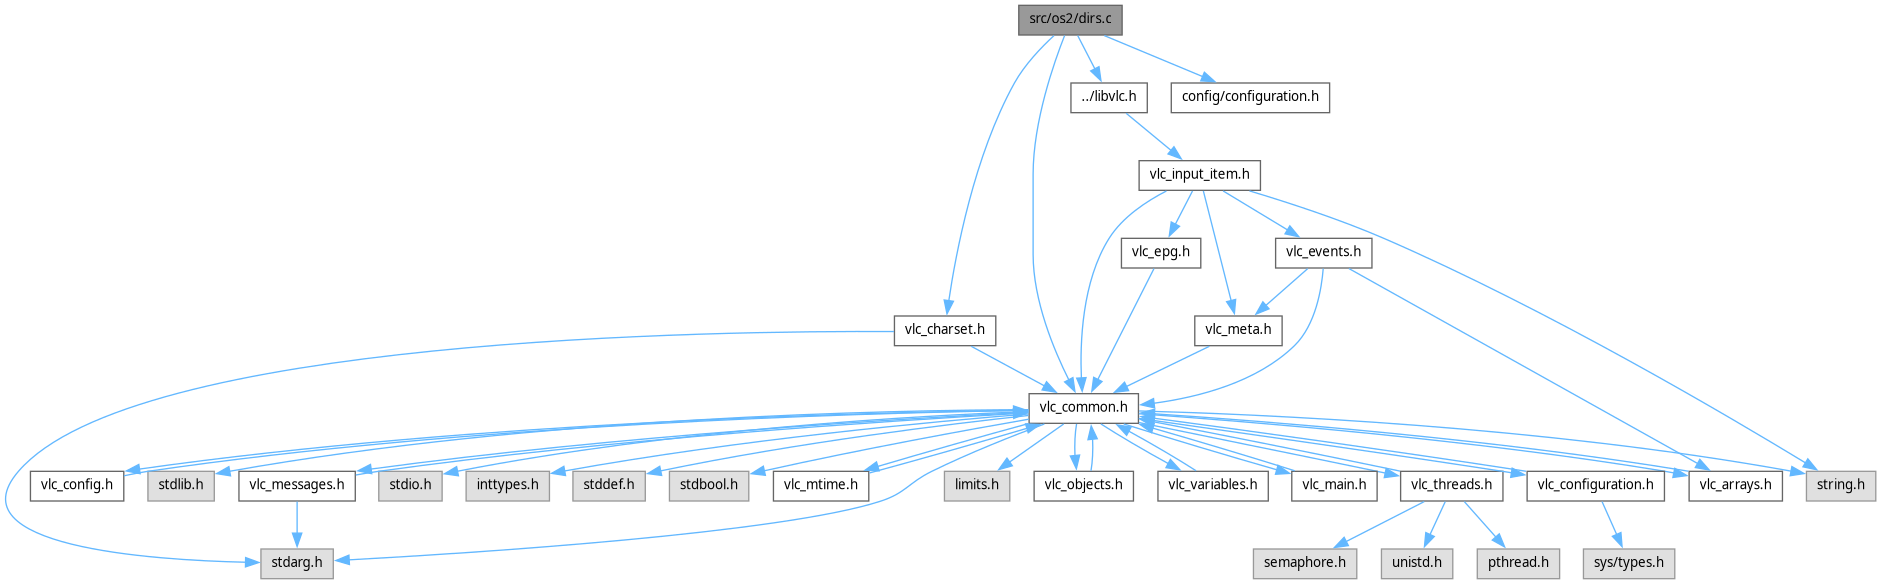 src/os2/dirs.c
../libvlc.h
config/configuration.h
vlc_input_item.h
vlc_epg.h
vlc_events.h
vlc_charset.h
vlc_meta.h
vlc_common.h
vlc_config.h
stdlib.h
vlc_messages.h
stdio.h
inttypes.h
stddef.h
stdbool.h
vlc_mtime.h
limits.h
vlc_objects.h
vlc_variables.h
vlc_main.h
vlc_threads.h
vlc_configuration.h
vlc_arrays.h
string.h
stdarg.h
semaphore.h
unistd.h
pthread.h
sys/types.h